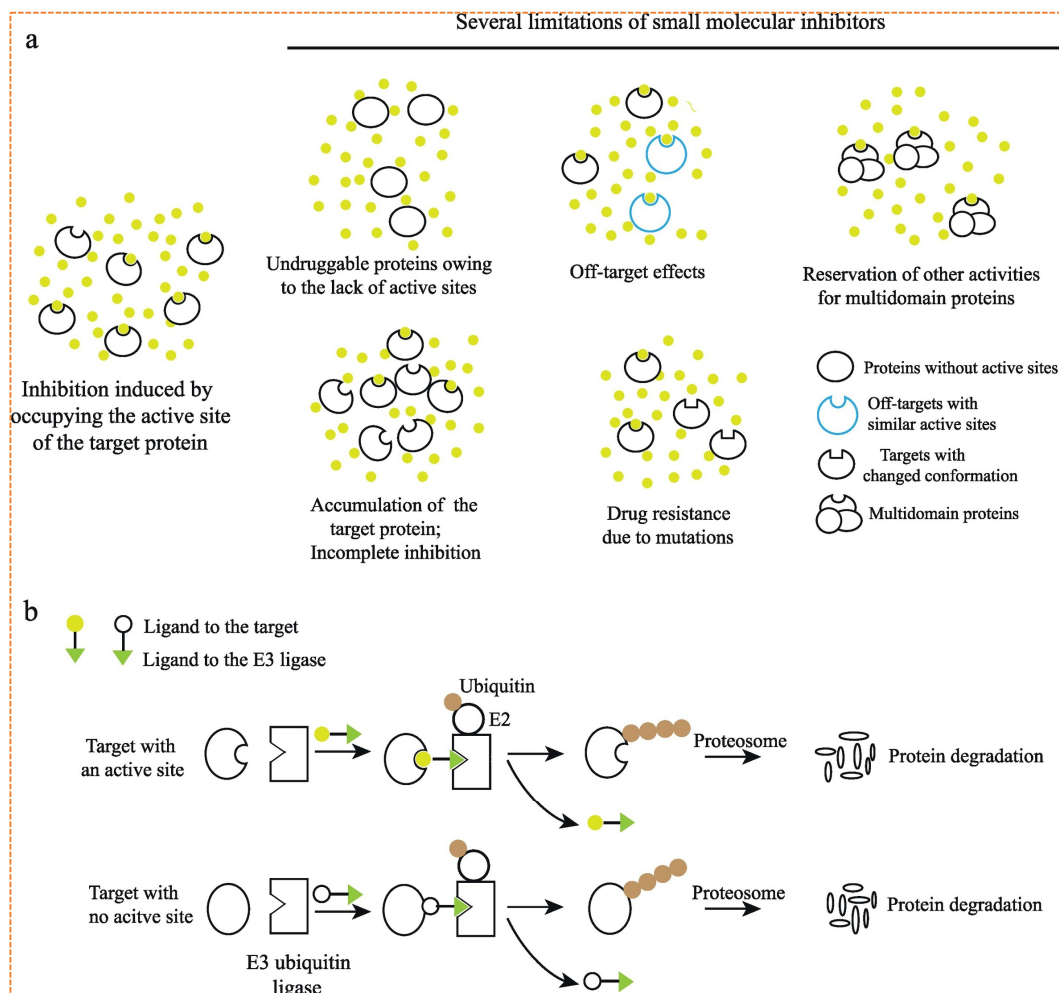 Several limitations of small molecular inhibitors
a
Undruggable proteins owing
to the lack of active sites
Off-target effects
Reservation of other activities
for multidomain proteins
Inhibition induced by
occupying the active site
of the target protein
Accumulation of the
target protein;
Incomplete inhibition
Drug resistance
due to mutations
Proteins without active sites
Off-targets with
similar active sites
Targets with
changed conformation
Multidomain proteins
b
Ligand to the target
Ligand to the E3 ligase
Ubiquitin
E2
Target with
an active site
Proteosome
Protein degradation
Target with
no acitve site
Proteosome
Protein degradation
E3 ubiquitin
ligase